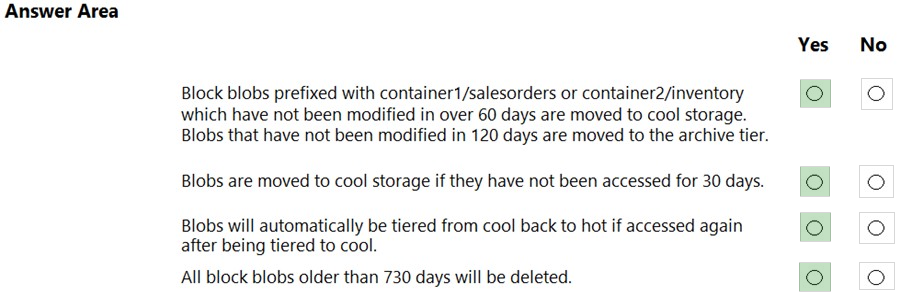 Answer Area
Yes No
Block blobs prefixed with container1/salesorders or container2/inventory
which have not been modified in over 60 days are moved to cool storage.
Blobs that have not been modified in 120 days are moved to the archive tier.
Blobs are moved to cool storage if they have not been accessed for 30 days.
Blobs will automatically be tiered from cool back to hot if accessed again
after being tiered to cool.
All block blobs older than 730 days will be deleted.